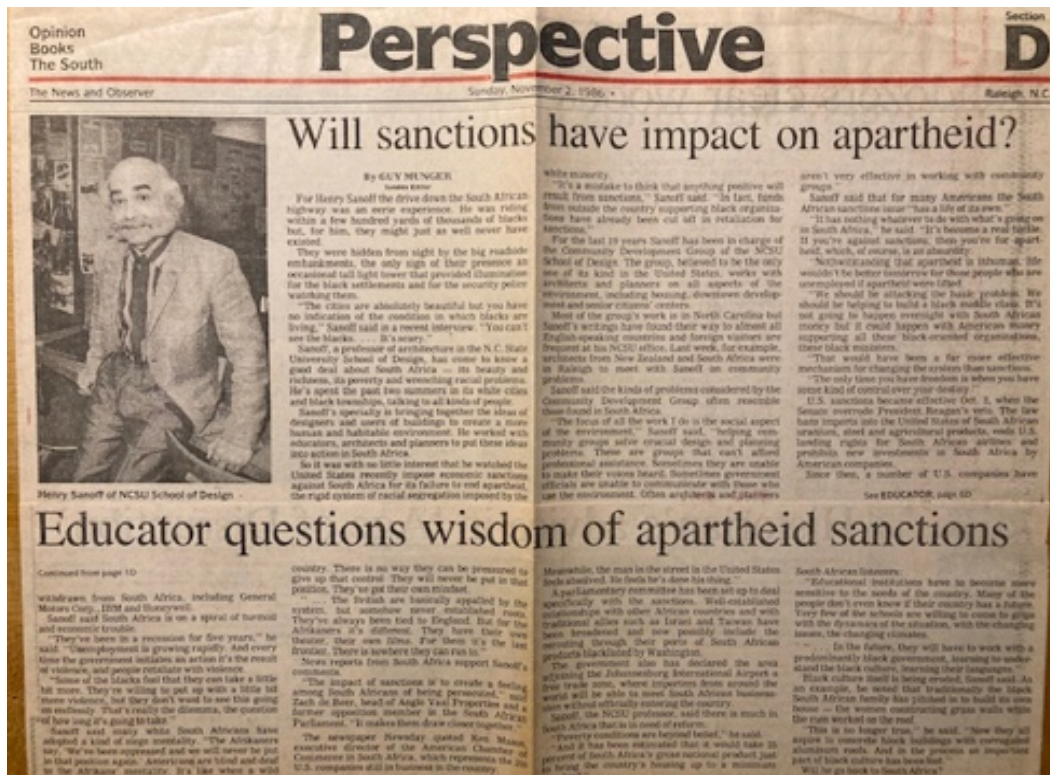 Opinion
Books
The South
Perspective
Section
D
The News and Observer
Sunday, November 2, 1986
Raleigh, N.C.
Will sanctions have impact on apartheid?
By GUY MUNGER
For Henry Sanoff the drive down the South African
highway was an eerie experience. He was riding
within a few hundred yards of thousands of blacks
but, for him, they might just as well never have
existed.
They were hidden from sight by the big roadside
embankments, the only sign of their presence an
occasional tall light tower that provided illumination
for the black settlements and for the security police
watching them.
"The cities are absolutely beautiful but you have
no indication of the condition in which blacks are
living," Sanoff said in a recent interview. "You can't
see the blacks. . . . It's scary."
Sanoff, a professor of architecture in the N.C. State
University School of Design, has come to know a
good deal about South Africa — its beauty and
richness, its poverty and wrenching racial problems.
He's spent the past two summers in its white cities
and black townships, talking to all kinds of people.
Sanoff's specialty is bringing together the ideas of
designers and users of buildings to create a more
human and habitable environment. He worked with
educators, architects and planners to put these ideas
into action in South Africa.
So it was with no little interest that he watched the
United States recently impose economic sanctions
against South Africa for its failure to end apartheid,
the rigid system of racial segregation imposed by the
white minority.
"It's a mistake to think that anything positive will
result from sanctions," Sanoff said. "In fact, funds
from outside the country supporting black organiza-
tions have already been cut off in retaliation for
sanctions."
For the last 19 years Sanoff has been in charge of
the Community Development Group of the NCSU
School of Design. The group, believed to be the only
one of its kind in the United States, works with
architects and planners on all aspects of the
environment, including housing, downtown develop-
ment and senior citizens' centers.
Most of the group's work is in North Carolina but
Sanoff's writings have found their way to almost all
English-speaking countries and foreign visitors are
frequent at his NCSU office. Last week, for example,
architects from New Zealand and South Africa were
in Raleigh to meet with Sanoff on community
problems.
Sanoff said the kinds of problems considered by the
Community Development Group often resemble
those found in South Africa.
"The focus of all the work I do is the social aspect
of the environment," Sanoff said, "helping com-
munity groups solve crucial design and planning
problems. These are groups that can't afford
professional assistance. Sometimes they are unable
to make their voices heard. Sometimes government
officials are unable to communicate with those who
use the environment. Often architects and planners
aren't very effective in working with community
groups."
Sanoff said that for many Americans the South
African sanctions issue "has a life of its own.
"It has nothing whatever to do with what's going on
in South Africa," he said. "It's become a real
If you're against sanctions, then you're for apart-
heid, which, of course, is an absurdity.
"Notwithstanding that apartheid is inhuman, life
wouldn't be better tomorrow for those people who are
unemployed if apartheid were lifted.
"We should be attacking the basic problem. We
should be helping to build a black middle class. It's
not going to happen overnight with South African
money but it could happen with American money
supporting all these black-oriented organizations,
these black ministers.
"That would have been a far more effective
mechanism for changing the system than sanctions.
"The only time you have freedom is when you have
some kind of control over your destiny."
U.S. sanctions became effective Oct. 2, when the
Senate overrode President Reagan's veto. The law
bans imports into the United States of South African
uranium, steel and agricultural products, ends U.S.
landing rights for South African airlines and
prohibits new investments in South Africa by
American companies.
Since then, a number of U.S. companies have
See EDUCATOR, page 6D
Henry Sanoff of NCSU School of Design
Educator questions wisdom of apartheid sanctions
Continued from page 1D
withdrawn from South Africa, including General
Motors Corp., IBM and Honeywell.
Sanoff said South Africa is on a spiral of turmoil
and economic trouble.
"They've been in a recession for five years," he
said. "Unemployment is growing rapidly. And every
time the government initiates an action it's the result
of violence, and people retaliate with violence.
"Some of the blacks feel that they can take a little
bit more. They're willing to put up with a little bit
more violence, but they don't want to see this going
on endlessly. That's really the dilemma, the question
of how long it's going to take."
Sanoff said many white South Africans have
adopted a kind of siege mentality. "The Afrikaners
say, 'We've been oppressed and we will never be put
in that position again.' Americans are blind and deaf
to the Afrikaner mentality. It's like when a wild
country. There is no way they can be pressured to
give up that control. They will never be put in that
position. They've got their own mindset.
". . . The British are basically appalled by the
system, but somehow never established roots.
They've always been tied to England. But for the
Afrikaners it's different. They have their own
theater, their own films. For them it's the last
frontier. There is nowhere they can run to."
News reports from South Africa support Sanoff's
comments.
"The impact of sanctions is to create a feeling
among South Africans of being persecuted," said
Zach de Beer, head of Anglo Vaal Properties and a
former opposition member in the South African
Parliament. "It makes them draw closer together."
The newspaper Newsday quoted Ken Mason,
executive director of the American Chamber of
Commerce in South Africa, which represents the
U.S. companies still in business in the country.
Meanwhile, the man in the street in the United States
feels absolved. He feels he's done his thing."
A parliamentary committee has been set up to deal
specifically with the sanctions. Well-established
relationships with other African countries and with
traditional allies such as Israel and Taiwan have
been broadened and now possibly include the
passing through their ports of South African
products blacklisted by Washington.
The government also has declared the area
adjoining the Johannesburg International Airport a
free trade zone, where importers from around the
world will be able to meet South African business-
men without officially entering the country.
Sanoff, the NCSU professor, said there is much in
South Africa that is in need of reform.
"Poverty conditions are beyond belief," he said.
"And it has been estimated that it would take 15
percent of South Africa's gross national product just
to bring the country's housing up to a minimum
South African listeners:
"Educational institutions have to become more
sensitive to the needs of the country. Many of the
people don't even know if their country has a future.
Very few of the schools are willing to come to grips
with the dynamics of the situation, with the changing
issues, the changing climates.
". . . In the future, they will have to work with a
predominantly black government, learning to under-
stand the black culture, learning the languages."
Black culture itself is being eroded, Sanoff said. As
an example, he noted that traditionally the black
South African family has pitched in to build its own
house — the women constructing grass walls while
the men worked on the roof.
"This is no longer true," he said. "Now they all
aspire to concrete block buildings with corrugated
aluminum roofs. And in the process an important
part of black culture has been lost."
Will he go back to South Africa?